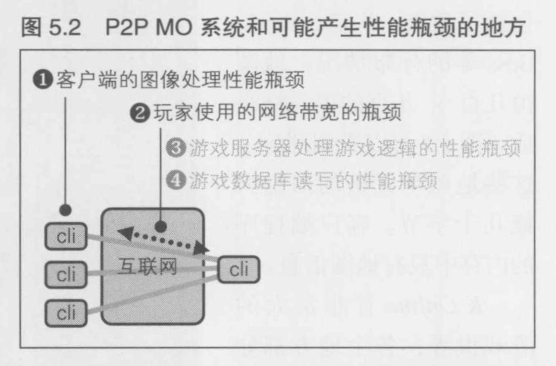 图 5.2 P2P MO 系统和可能产生性能瓶颈的地方
❶客户端的图像处理性能瓶颈
❷玩家使用的网络带宽的瓶颈
❸游戏服务器处理游戏逻辑的性能瓶颈
❹游戏数据库读写的性能瓶颈
cli
互联网
cli
cli
cli